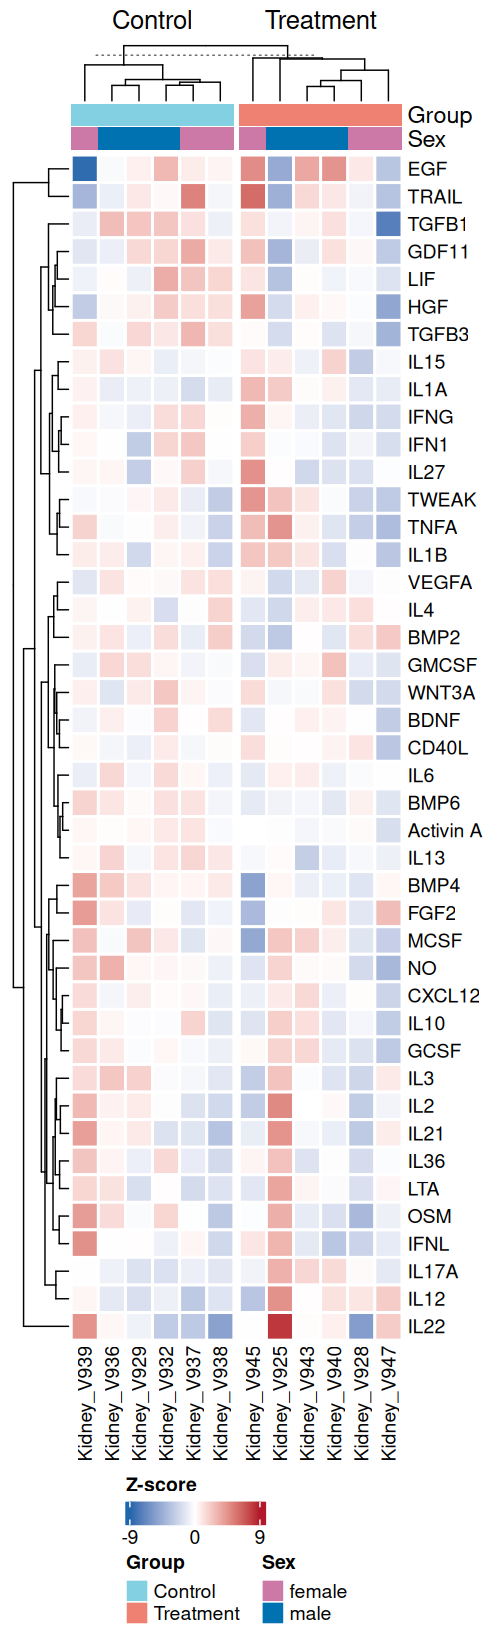 Control Treatment
Group
Sex
EGF
TRAIL
TGFB1
GDF11
LIF
HGF
TGFB3
IL15
IL1A
IFNG
IFN1
IL27
TWEAK
TNFA
IL1B
VEGFA
IL4
BMP2
GMCSF
WNT3A
BDNF
CD40L
IL6
BMP6
Activin A
IL13
BMP4
FGF2
MCSF
NO
CXCL12
IL10
GCSF
IL3
IL2
IL21
IL36
LTA
OSM
IFNL
IL17A
IL12
IL22
Kidney_V939
Kidney_V936
Kidney_V929
Kidney_V932
Kidney_V937
Kidney_V938
Kidney_V945
Kidney_V925
Kidney_V943
Kidney_V940
Kidney_V928
Kidney_V947
Z-score
-9 0 9
Group Sex
Control female
Treatment male